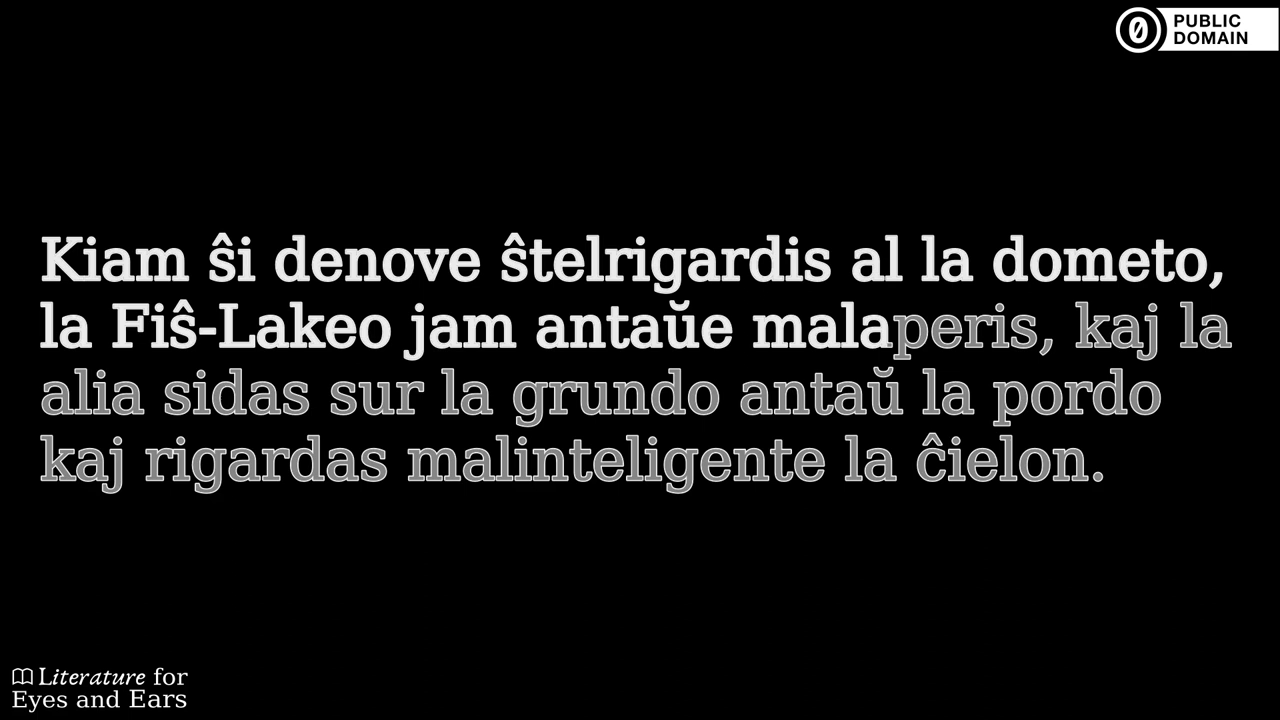 PUBLIC
DOMAIN
Kiam ŝi denove ŝtelrigardis al la dometo,
la Fiŝ-Lakeo jam antaŭe malaperis, kaj la
alia sidas sur la grundo antaŭ la pordo
kaj rigardas malinteligente la ĉielon.
Literature for
Eyes and Ears